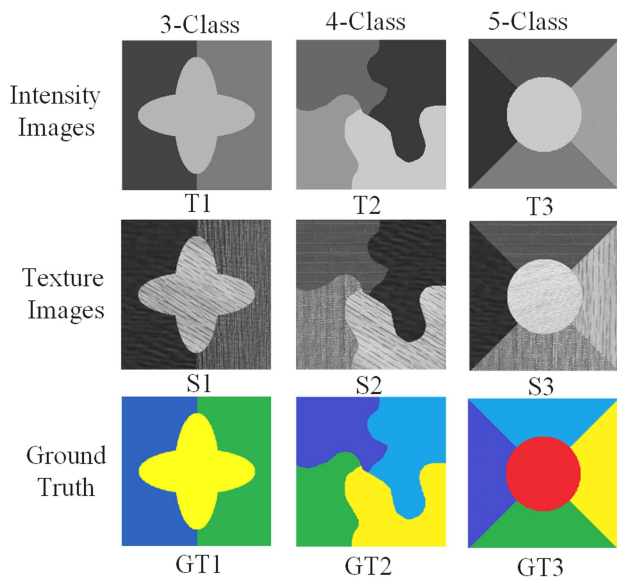 3-Class 4-Class 5-Class
Intensity
Images
T1 T2 T3
Texture
Images
S1 S2 S3
Ground
Truth
GT1 GT2 GT3